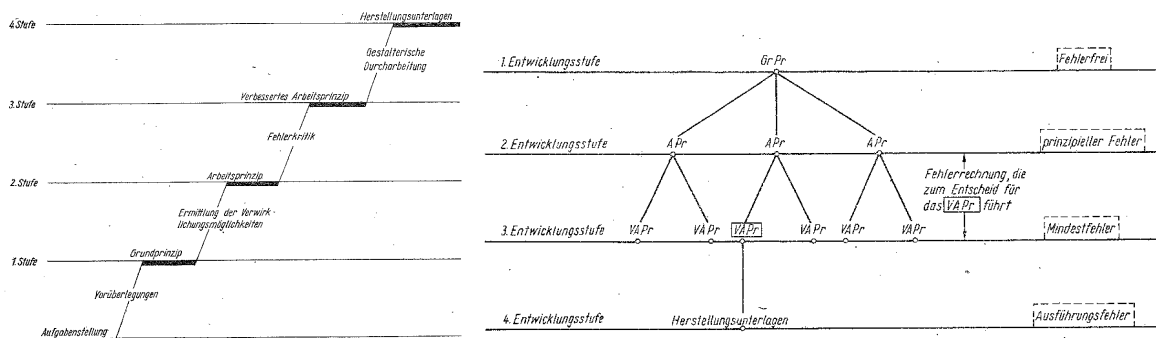 4. Stufe
Herstellungsunterlagen
Gestalterische
Durcharbeitung
3. Stufe
Verbessertes Arbeitsprinzip
Fehlerkritik
2. Stufe
Arbeitsprinzip
Ermittlung der Verwirk-
lichungsmöglichkeiten
1. Stufe
Grundprinzip
Vorüberlegungen
Aufgabenstellung
1. Entwicklungsstufe
GrPr
Fehlerfrei
2. Entwicklungsstufe
APr
APr
APr
prinzipieller Fehler
Fehlerrechnung, die
zum Entscheid für
das VAPr führt
3. Entwicklungsstufe
VAPr
VAPr
VAPr
VAPr
VAPr
VAPr
Mindestfehler
4. Entwicklungsstufe
Herstellungsunterlagen
Ausführungsfehler